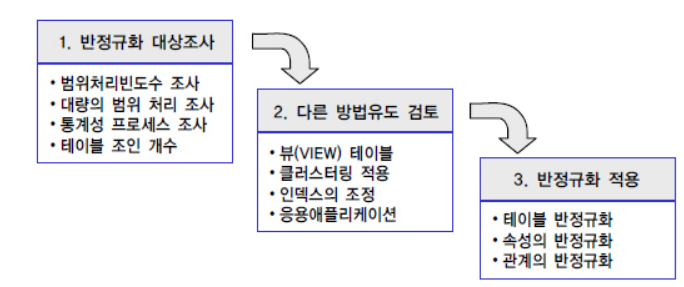 1. 반정규화 대상조사
• 범위처리빈도수 조사
• 대량의 범위 처리 조사
• 통계성 프로세스 조사
• 테이블 조인 개수
2. 다른 방법유도 검토
• 뷰(VIEW) 테이블
• 클러스터링 적용
• 인덱스의 조정
• 응용애플리케이션
3. 반정규화 적용
• 테이블 반정규화
• 속성의 반정규화
• 관계의 반정규화